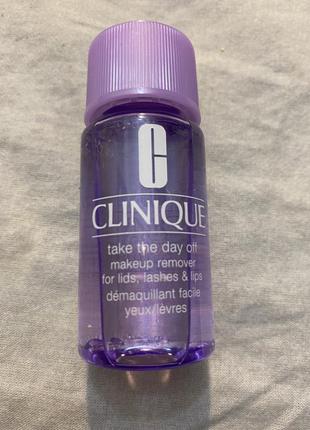 C
CLINIQUE
take the day off
makeup remover
for lids, lashes & lips
démaquillant facile
yeux/lèvres